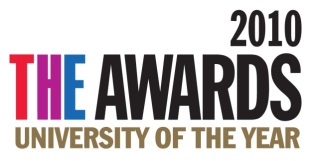 2010
THE AWARDS
UNIVERSITY OF THE YEAR